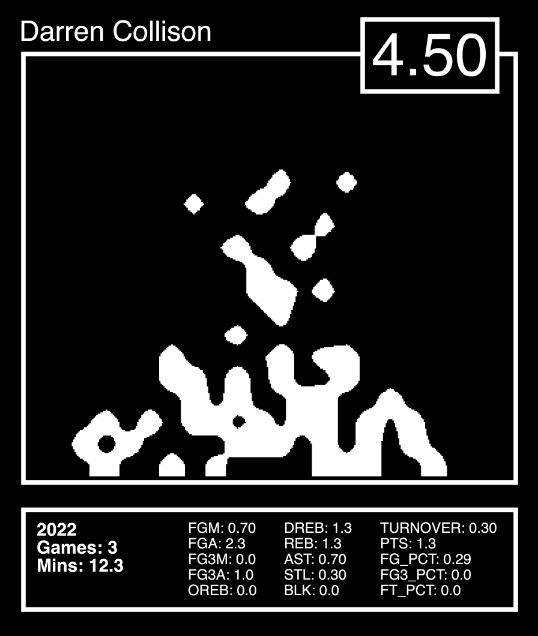 Darren Collison
4.50
2022
Games: 3
Mins: 12.3
FGM: 0.70
FGA: 2.3
FG3M: 0.0
FG3A: 1.0
OREB: 0.0
DREB: 1.3
REB: 1.3
AST: 0.70
STL: 0.30
BLK: 0.0
TURNOVER: 0.30
PTS: 1.3
FG_PCT: 0.29
FG3_PCT: 0.0
FT_PCT: 0.0